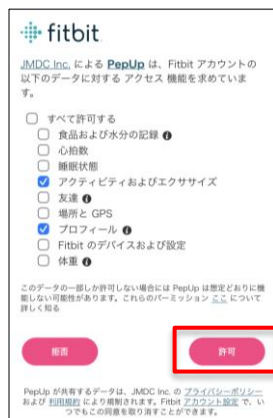 fitbit
JMDC Inc. による PepUp は、Fitbit アカウントの
以下のデータに対する アクセス 機能を求めていま
す。
すべて許可する
食品および水分の記録
心拍数
睡眠状態
アクティビティおよびエクササイズ
友達
場所と GPS
プロフィール
Fitbit のデバイスおよび設定
体重
このデータの一部しか許可しない場合には PepUp は想定どおりに機
能しない可能性があります。これらのパーミッション ここ について
詳しく知る
拒否
許可
PepUp が共有するデータは、JMDC Inc. の プライバシーポリシー
および 利用規約 により規制されます。Fitbit アカウント設定 で、い
つでもこの同意を取り消すことができます。